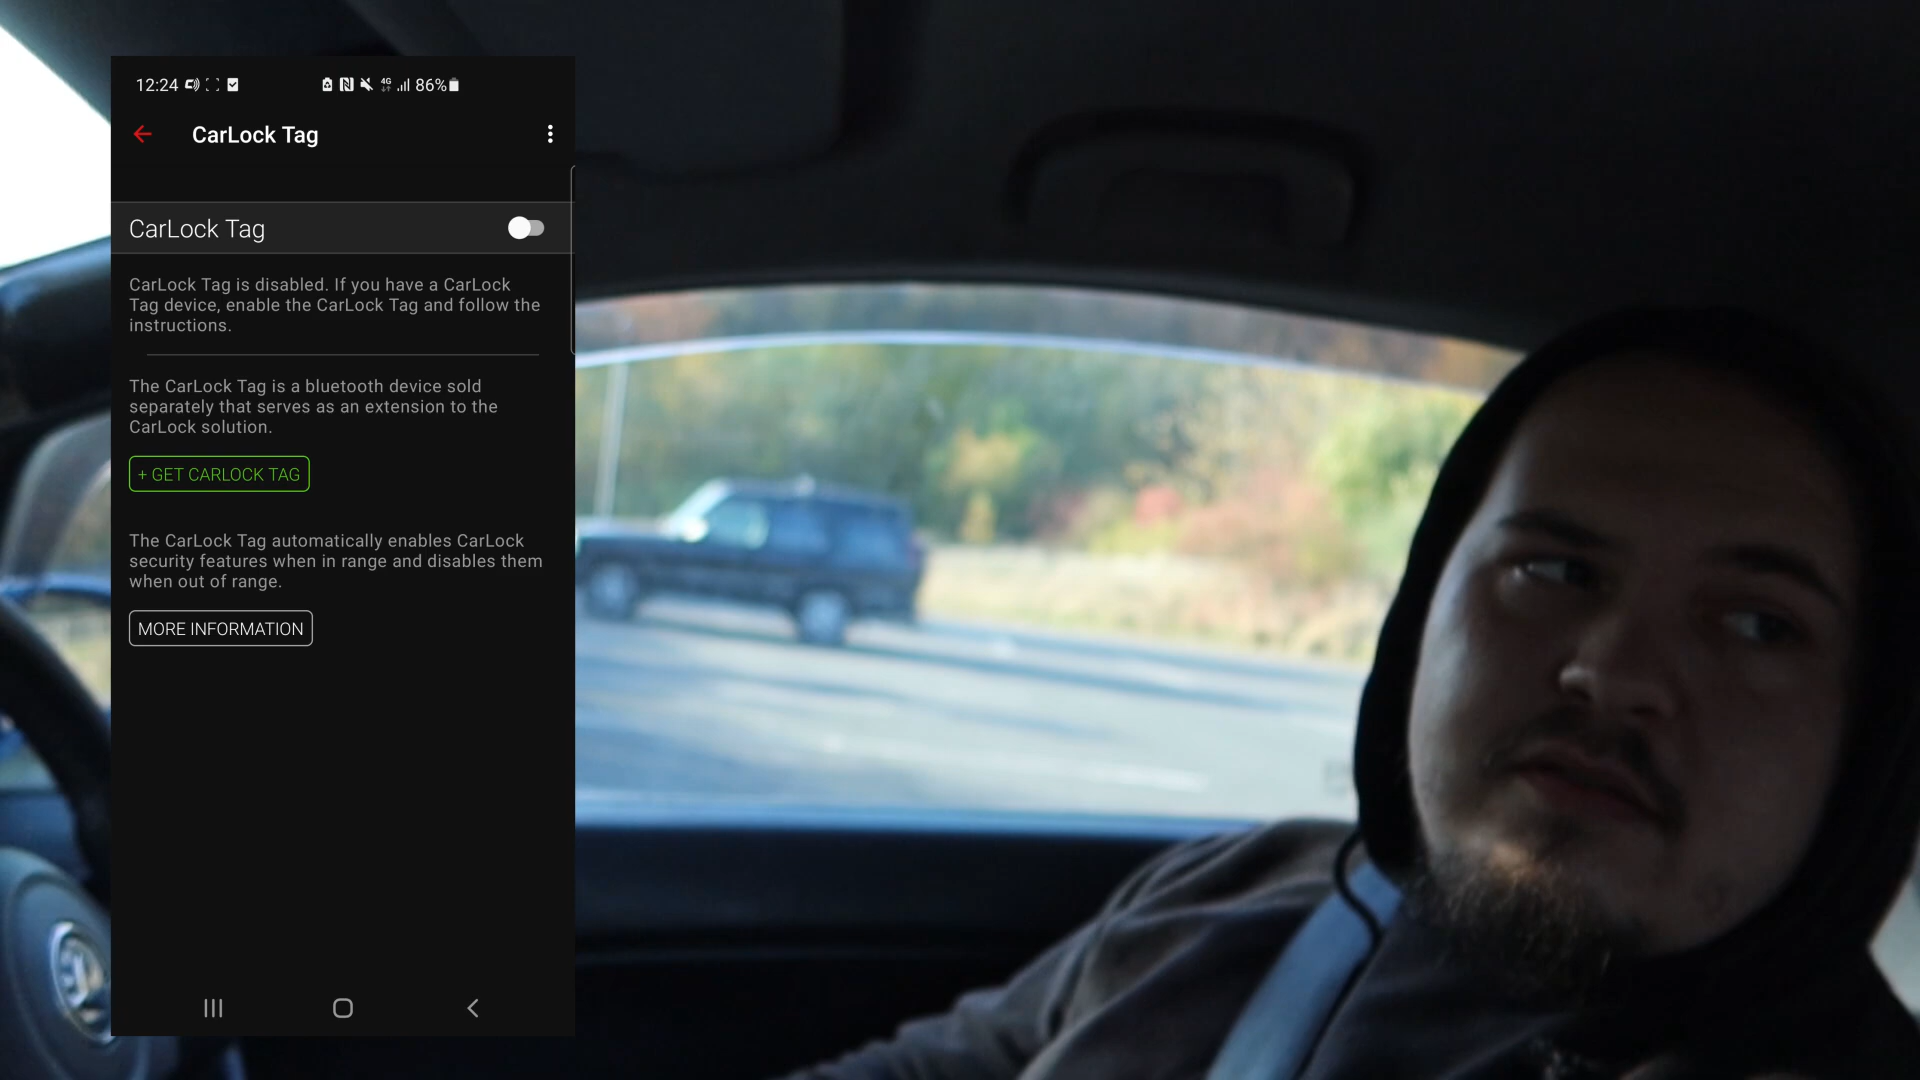 12:24
4G
86%
CarLock Tag
CarLock Tag
CarLock Tag is disabled. If you have a CarLock
Tag device, enable the CarLock Tag and follow the
instructions.
The CarLock Tag is a bluetooth device sold
separately that serves as an extension to the
CarLock solution.
+ GET CARLOCK TAG
The CarLock Tag automatically enables CarLock
security features when in range and disables them
when out of range.
MORE INFORMATION